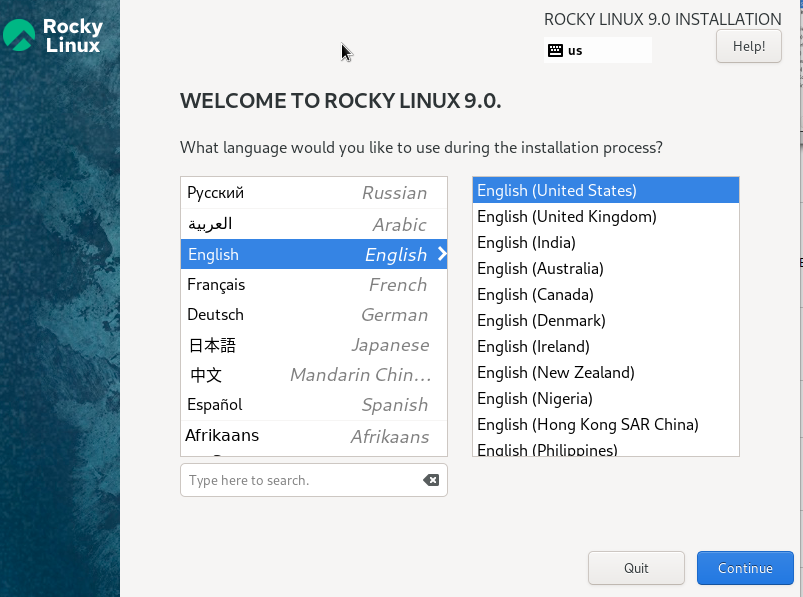 Rocky
Linux
ROCKY LINUX 9.0 INSTALLATION
us
Help!
WELCOME TO ROCKY LINUX 9.0.
What language would you like to use during the installation process?
Русский Russian
العربية Arabic
English English
Français French
Deutsch German
日本語 Japanese
中文 Mandarin Chin…
Español Spanish
Afrikaans Afrikaans
Type here to search.
English (United States)
English (United Kingdom)
English (India)
English (Australia)
English (Canada)
English (Denmark)
English (Ireland)
English (New Zealand)
English (Nigeria)
English (Hong Kong SAR China)
English (Philippines)
Quit
Continue